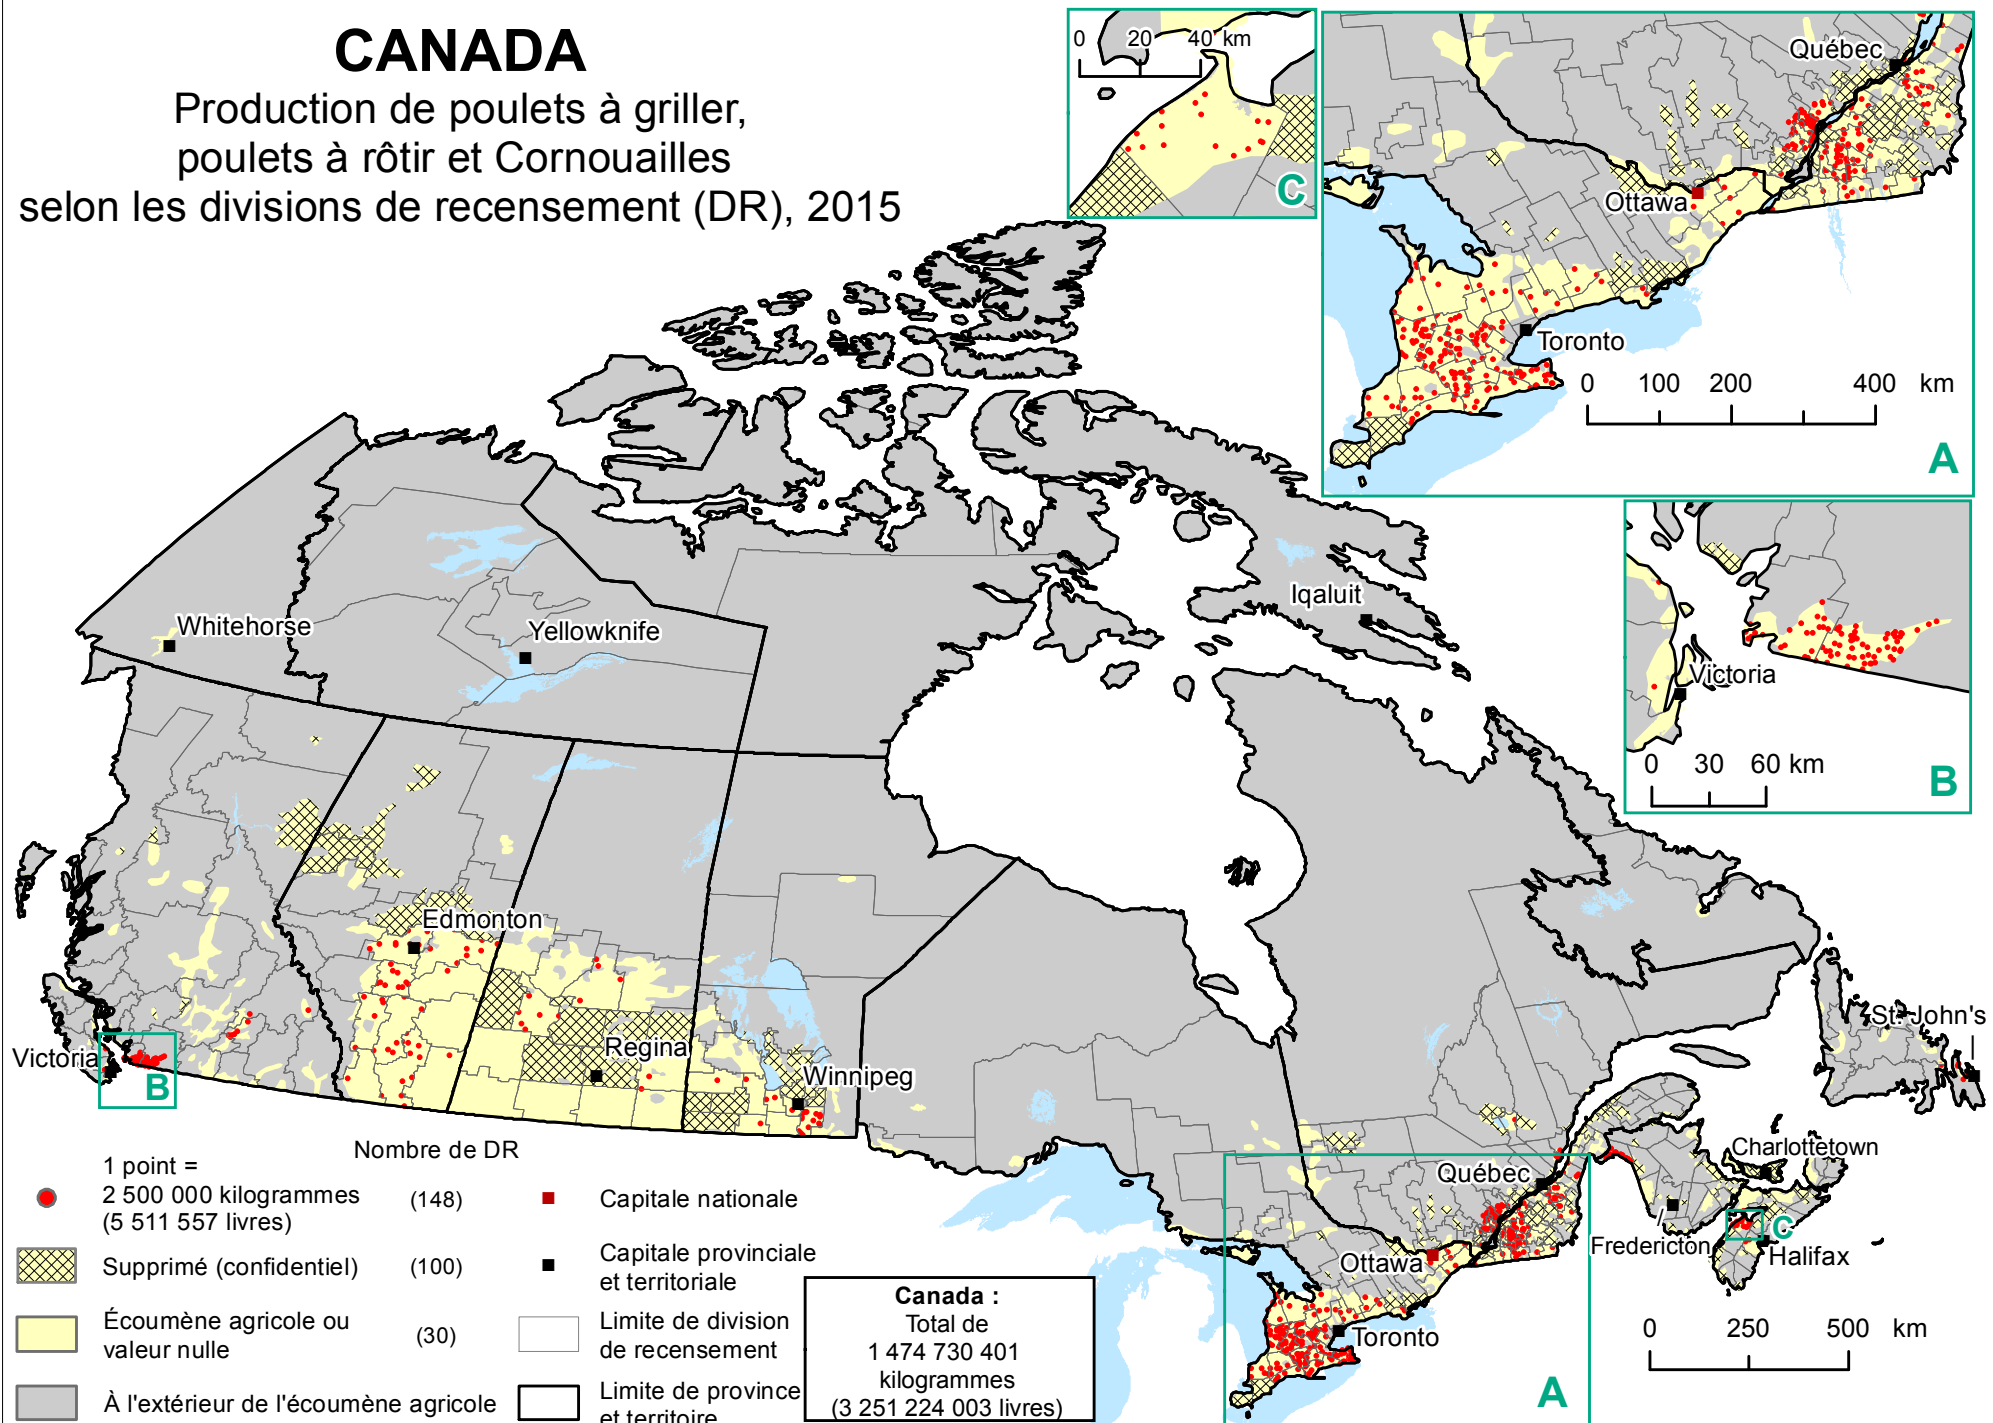 CANADA
Production de poulets à griller,
poulets à rôtir et Cornouailles
selon les divisions de recensement (DR), 2015
0 20 40 km
C
Québec
Ottawa
Toronto
0 100 200 400 km
A
Victoria
0 30 60 km
B
Whitehorse
Yellowknife
Iqaluit
Edmonton
Regina
Winnipeg
Victoria
B
St. John's
Charlottetown
Québec
Fredericton
C
Halifax
Ottawa
Toronto
A
0 250 500 km
Nombre de DR
1 point =
2 500 000 kilogrammes (148)
(5 511 557 livres)
Supprimé (confidentiel) (100)
Écoumène agricole ou
valeur nulle (30)
À l'extérieur de l'écoumène agricole
Capitale nationale
Capitale provinciale
et territoriale
Limite de division
de recensement
Limite de province
et territoire
Canada :
Total de
1 474 730 401
kilogrammes
(3 251 224 003 livres)